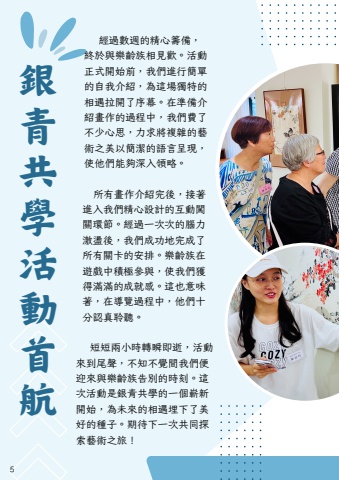 銀青共學活動首航
經過數週的精心籌備，
終於與樂齡族相見歡。活動
正式開始前，我們進行簡單
的自我介紹，為這場獨特的
相遇拉開了序幕。在準備介
紹畫作的過程中，我們費了
不少心思，力求將複雜的藝
術之美以簡潔的語言呈現，
使他們能夠深入領略。
所有畫作介紹完後，接著
進入我們精心設計的互動闖
關環節。經過一次次的腦力
激盪後，我們成功地完成了
所有關卡的安排。樂齡族在
遊戲中積極參與，使我們獲
得滿滿的成就感。這也意味
著，在導覽過程中，他們十
分認真聆聽。
短短兩小時轉瞬即逝，活動
來到尾聲，不知不覺間我們便
迎來與樂齡族告別的時刻。這
次活動是銀青共學的一個嶄新
開始，為未來的相遇埋下了美
好的種子。期待下一次共同探
索藝術之旅！
COZY
5